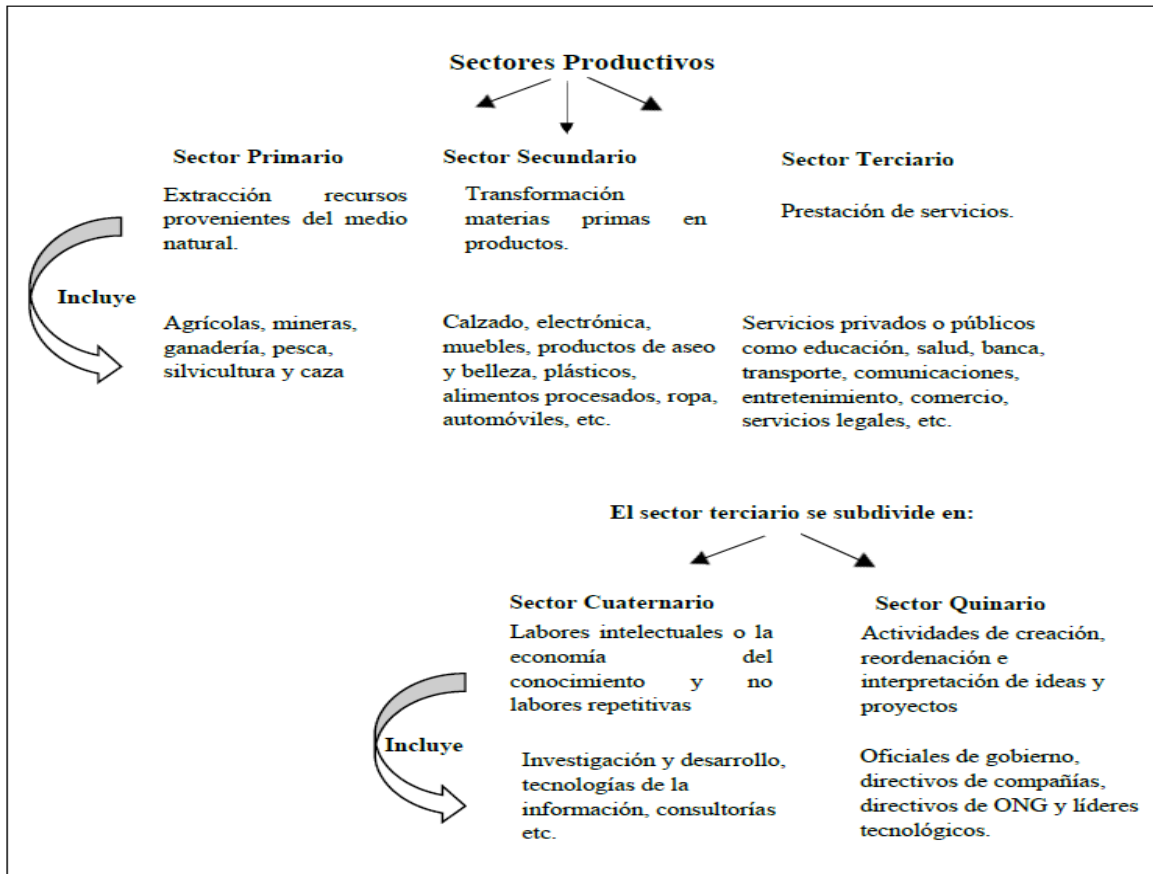 Sectores Productivos
Sector Primario
Extracción recursos
provenientes del medio
natural.
Sector Secundario
Transformación
materias primas en
productos.
Sector Terciario
Prestación de servicios.
Incluye
Agrícolas, mineras,
ganadería, pesca,
silvicultura y caza
Calzado, electrónica,
muebles, productos de aseo
y belleza, plásticos,
alimentos procesados, ropa,
automóviles, etc.
Servicios privados o públicos
como educación, salud, banca,
transporte, comunicaciones,
entretenimiento, comercio,
servicios legales, etc.
El sector terciario se subdivide en:
Sector Cuaternario
Labores intelectuales o la
economía del
conocimiento y no
labores repetitivas
Sector Quinario
Actividades de creación,
reordenación e
interpretación de ideas y
proyectos
Incluye
Investigación y desarrollo,
tecnologías de la
información, consultorías
etc.
Oficiales de gobierno,
directivos de compañías,
directivos de ONG y líderes
tecnológicos.